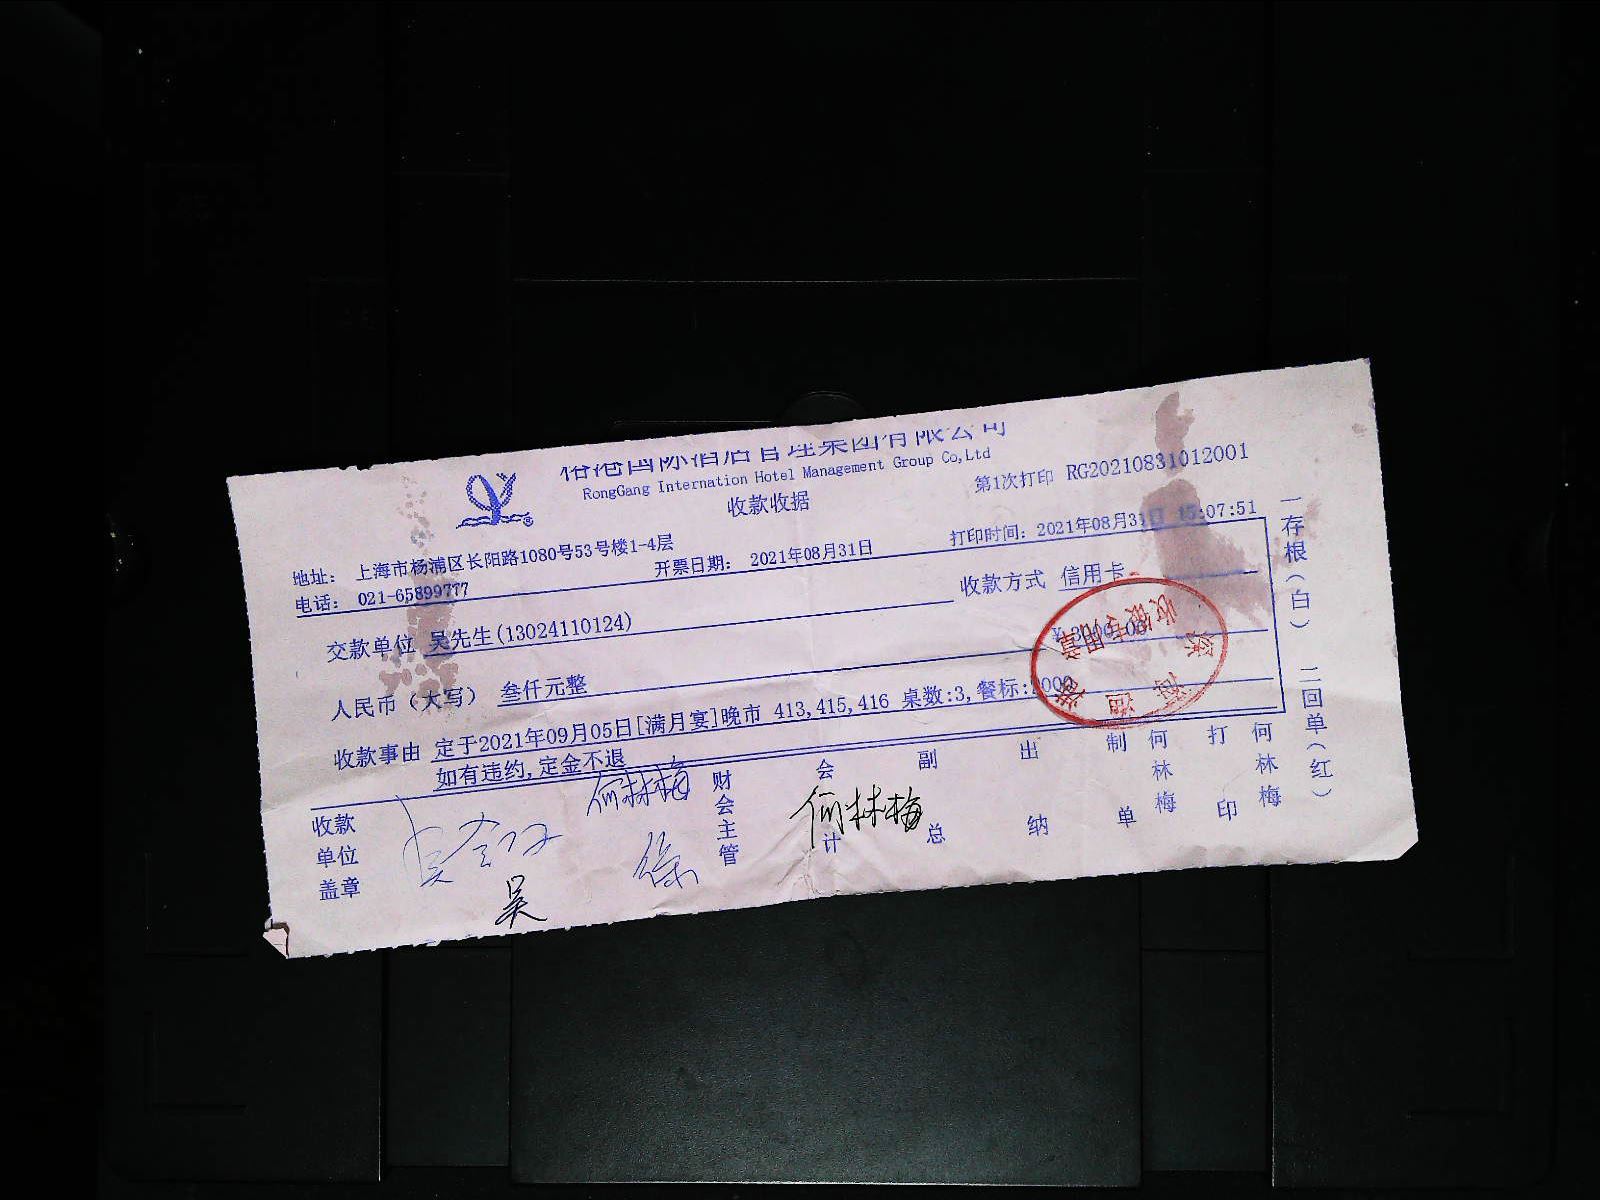 港国际酒店管理集团有限公司
RongGang Internation Hotel Management Group Co,Ltd
收款收据
第1次打印 RG20210831012001
地址： 上海市杨浦区长阳路1080号53号楼1-4层
电话： 021-65899777
开票日期： 2021年08月31日
打印时间：2021年08月31日 15:07:51
交款单位 吴先生(13024110124)
收款方式 信用卡
人民币（大写） 叁仟元整
¥3000.00
收款事由 定于2021年09月05日[满月宴]晚市 413,415,416 桌数:3,餐标:
如有违约,定金不退
收款单位盖章
何林梅
吴
徐
财会主管
会计
何林梅
副总
出纳
制单
何林梅
打印
何林梅
一存根(白) 二回单(红)
收银专用章